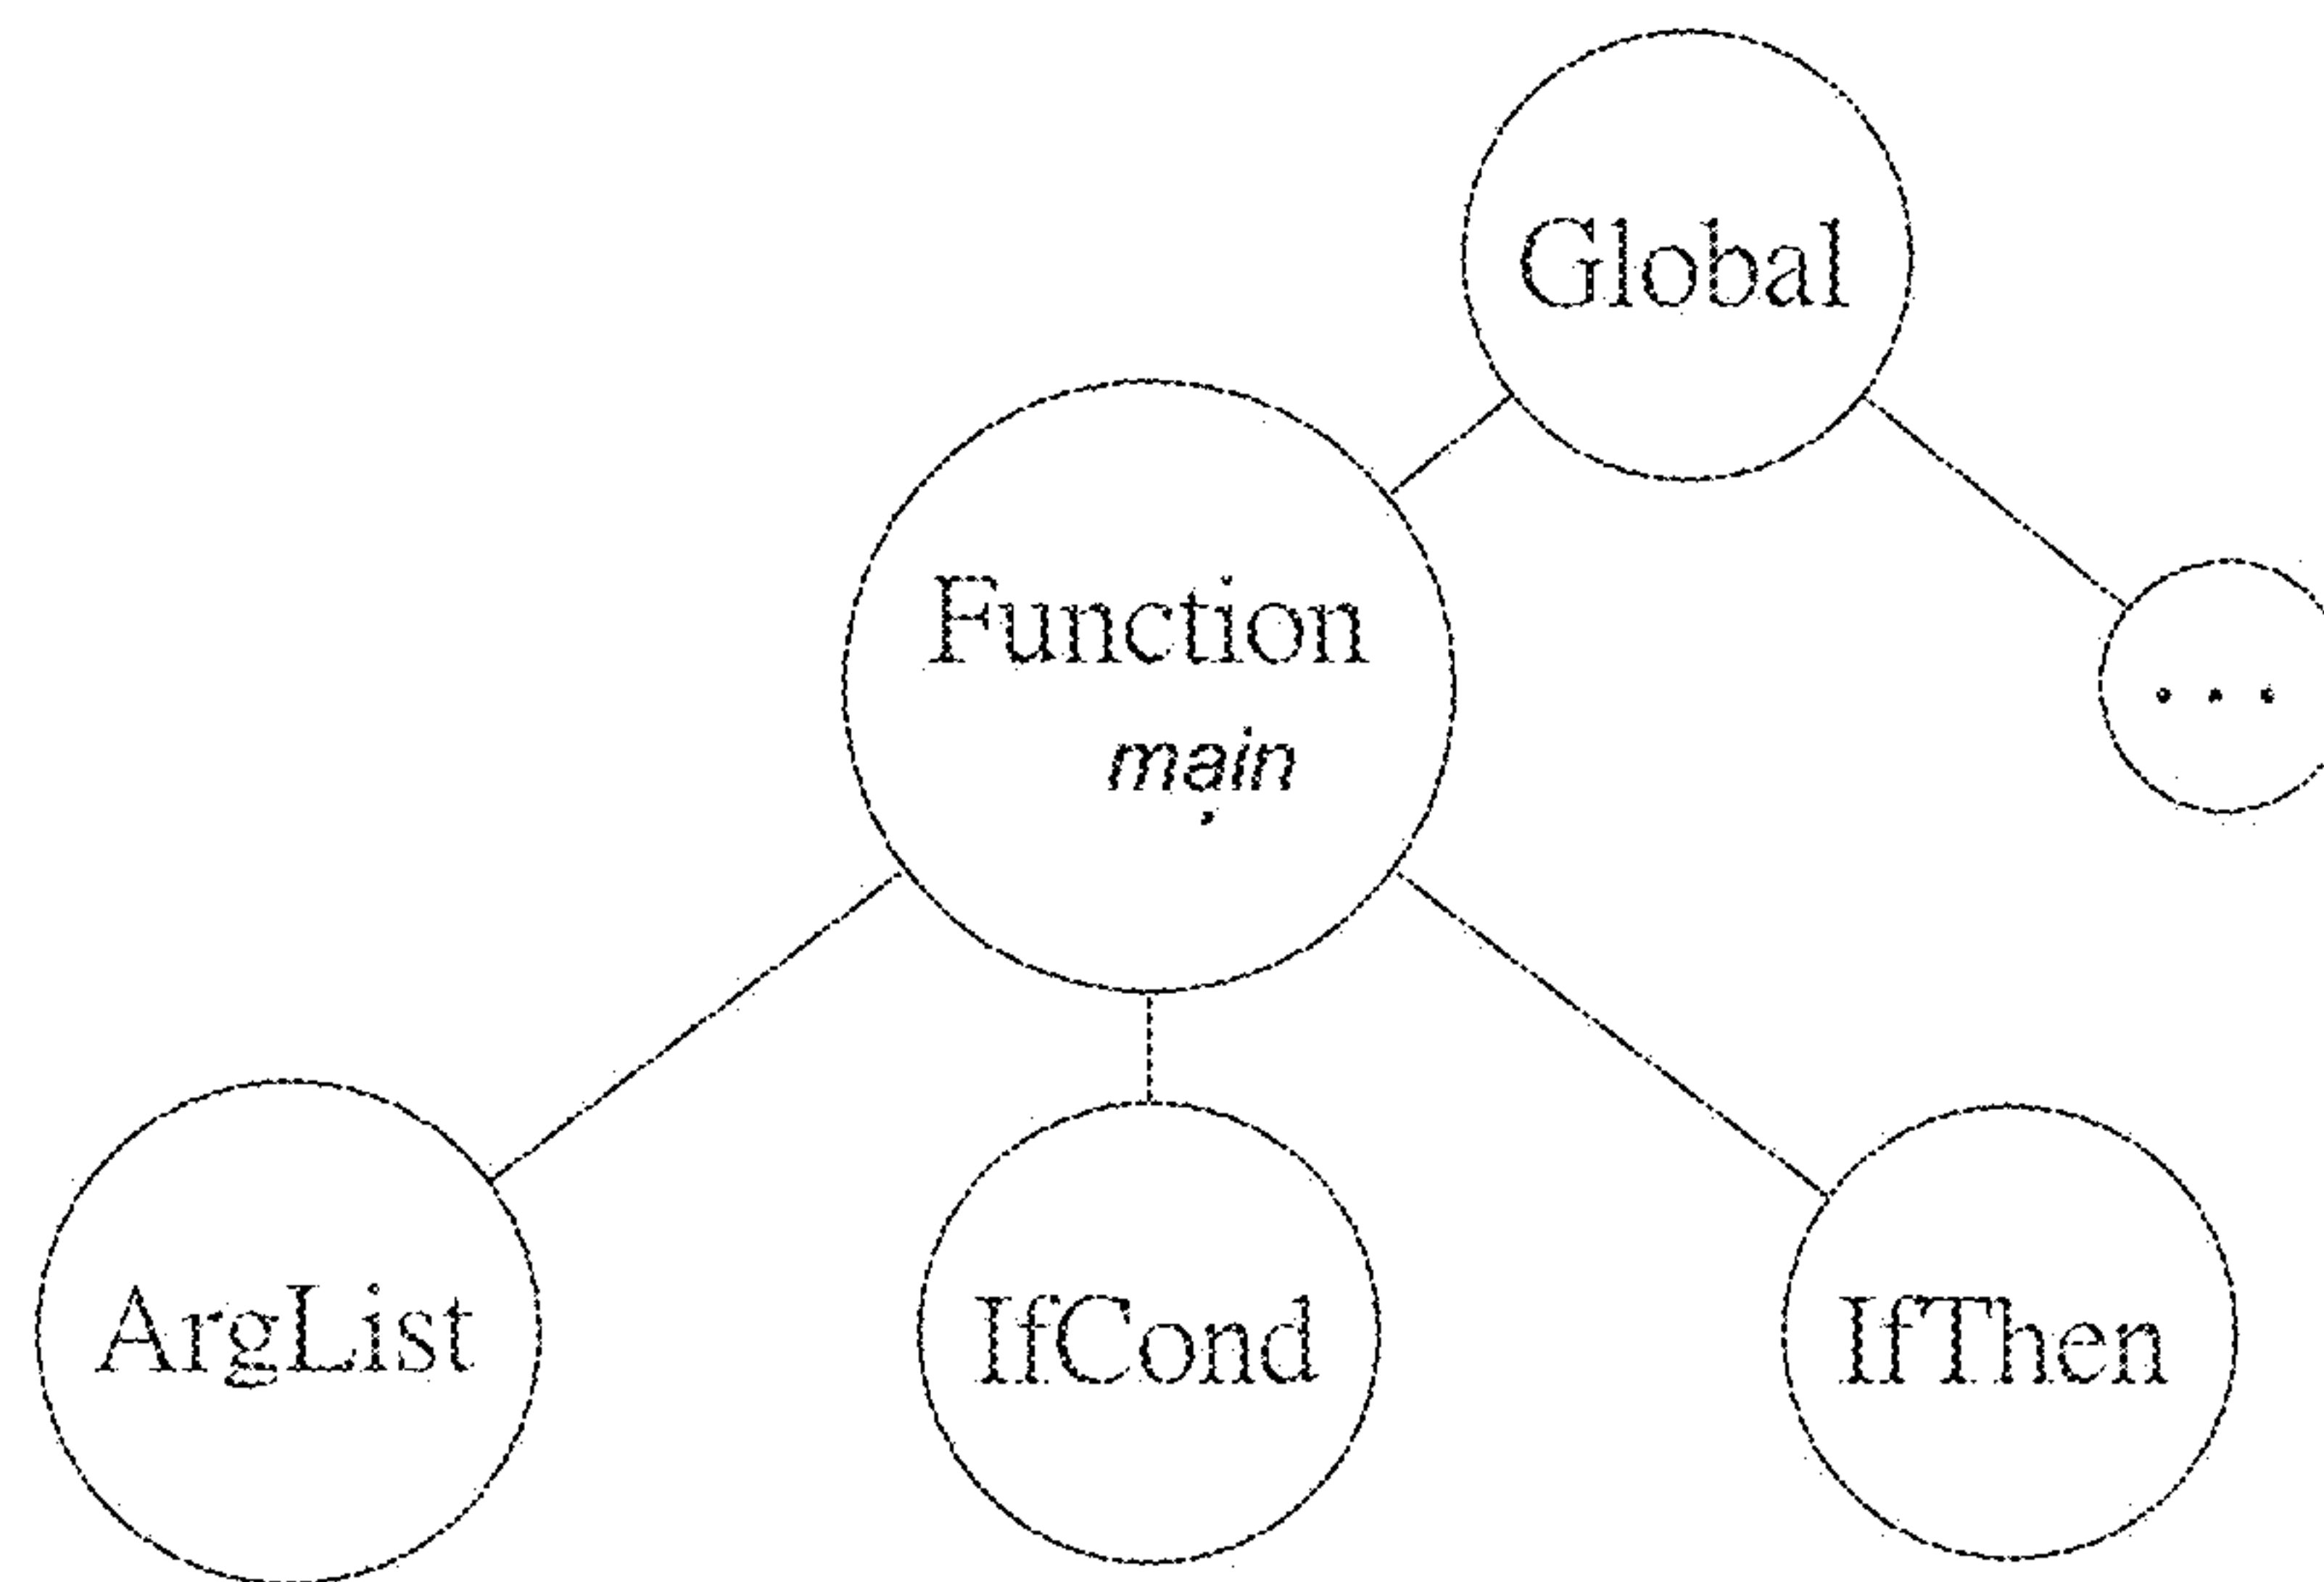 Global
Function
main
...
ArgList
IfCond
IfThen